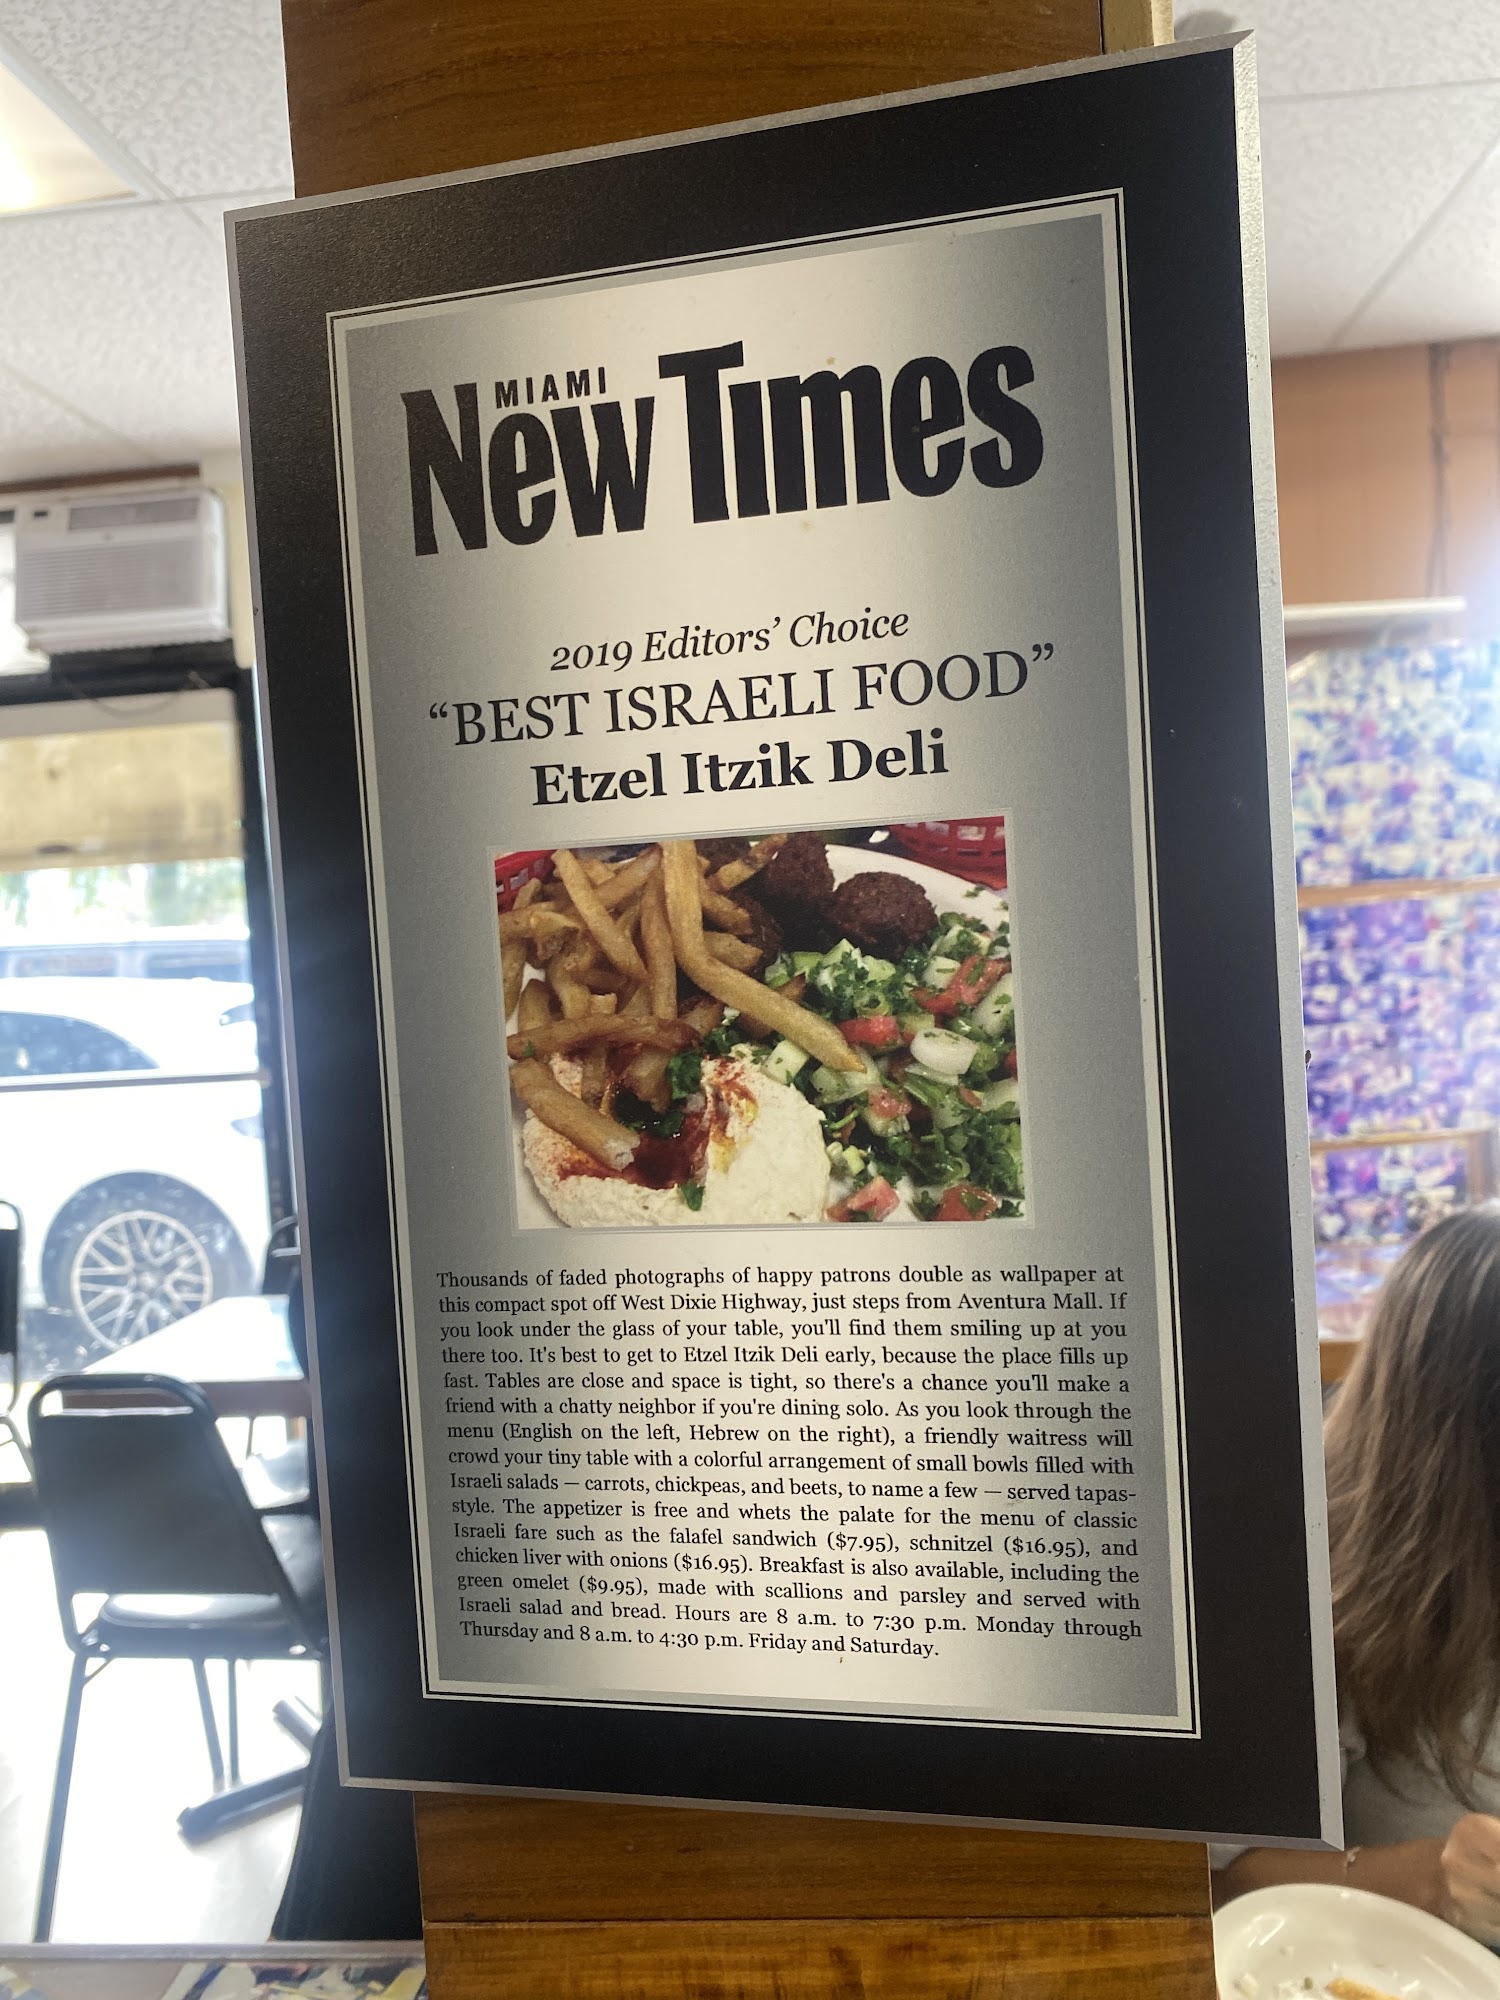 MIAMI
New Times
2019 Editors’ Choice
“BEST ISRAELI FOOD”
Etzel Itzik Deli
Thousands of faded photographs of happy patrons double as wallpaper at
this compact spot off West Dixie Highway, just steps from Aventura Mall. If
you look under the glass of your table, you'll find them smiling up at you
there too. It's best to get to Etzel Itzik Deli early, because the place fills up
fast. Tables are close and space is tight, so there's a chance you'll make a
friend with a chatty neighbor if you're dining solo. As you look through the
menu (English on the left, Hebrew on the right), a friendly waitress will
crowd your tiny table with a colorful arrangement of small bowls filled with
Israeli salads — carrots, chickpeas, and beets, to name a few — served tapas-
style. The appetizer is free and whets the palate for the menu of classic
Israeli fare such as the falafel sandwich ($7.95), schnitzel ($16.95), and
chicken liver with onions ($16.95). Breakfast is also available, including the
green omelet ($9.95), made with scallions and parsley and served with
Israeli salad and bread. Hours are 8 a.m. to 7:30 p.m. Monday through
Thursday and 8 a.m. to 4:30 p.m. Friday and Saturday.